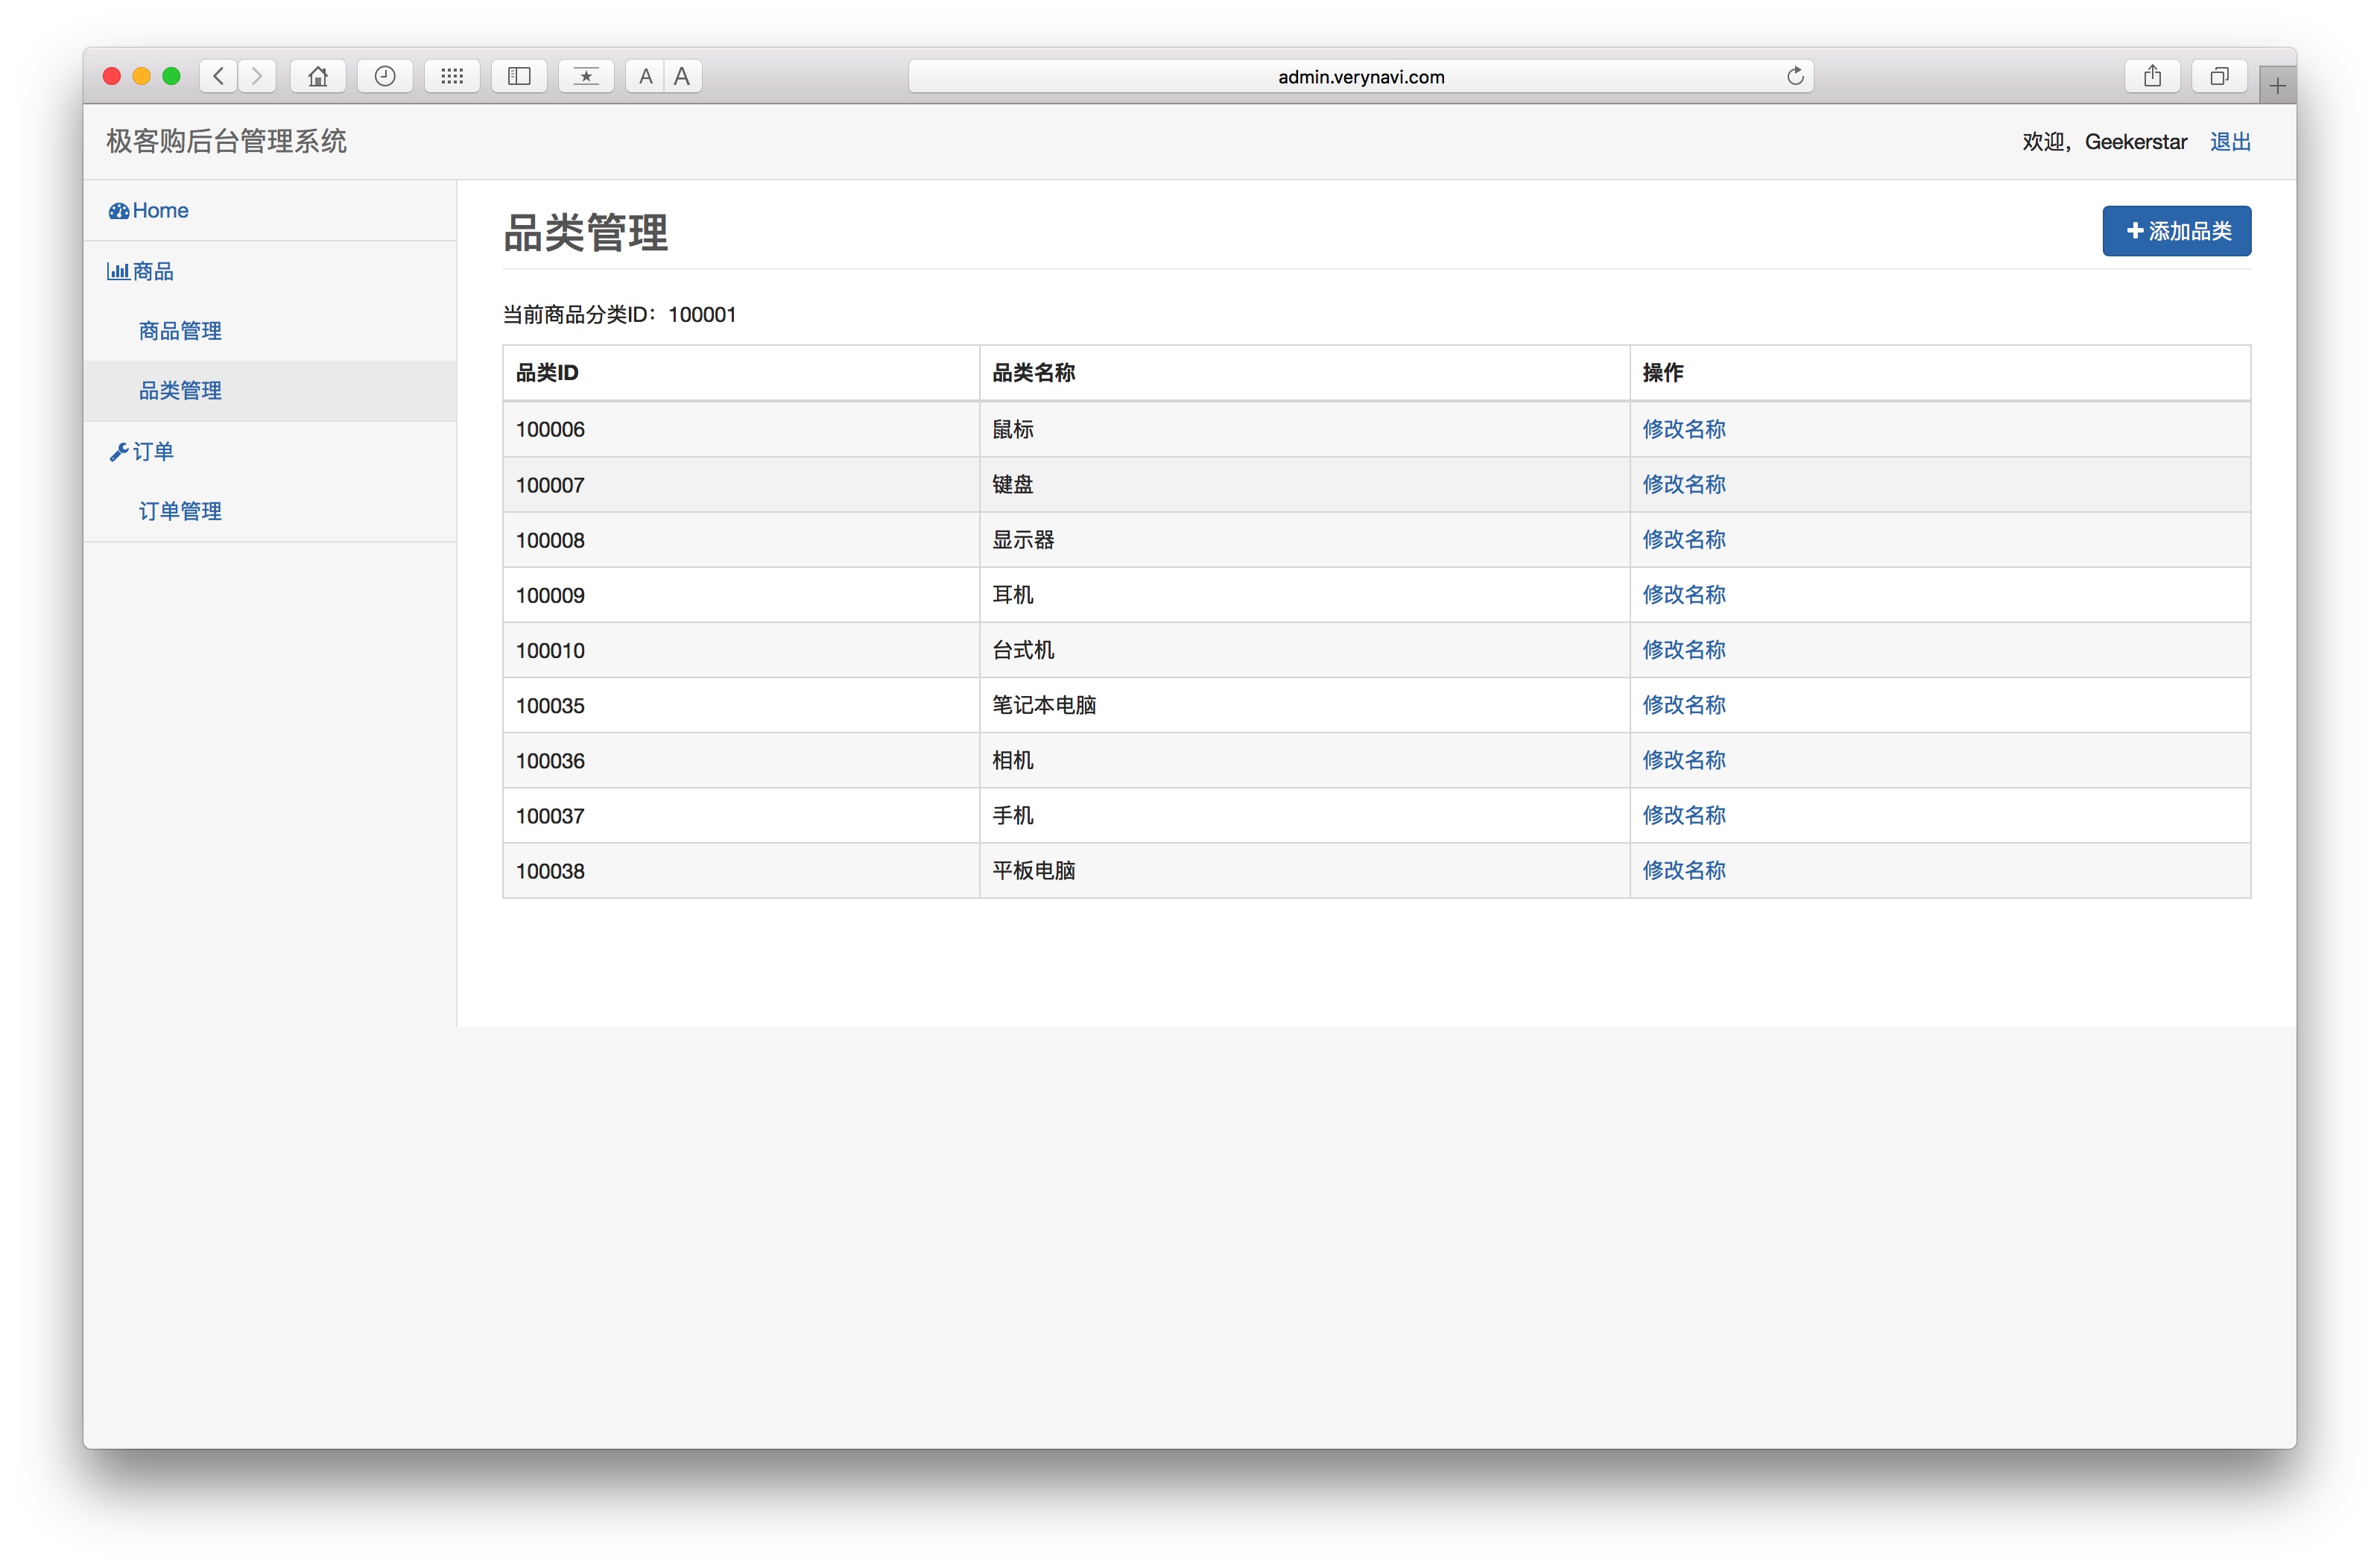 A A
admin.verynavi.com
极客购后台管理系统
欢迎，Geekerstar 退出
Home
商品
商品管理
品类管理
订单
订单管理
品类管理
添加品类
当前商品分类ID：100001
品类ID 品类名称 操作
100006 鼠标 修改名称
100007 键盘 修改名称
100008 显示器 修改名称
100009 耳机 修改名称
100010 台式机 修改名称
100035 笔记本电脑 修改名称
100036 相机 修改名称
100037 手机 修改名称
100038 平板电脑 修改名称